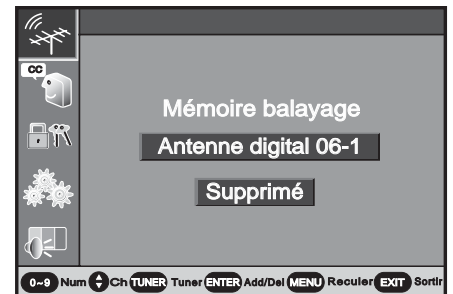 CC
Mémoire balayage
Antenne digital 06-1
Supprimé
0~9 Num Ch TUNER Tuner ENTER Add/Del MENU Reculer EXIT Sortir